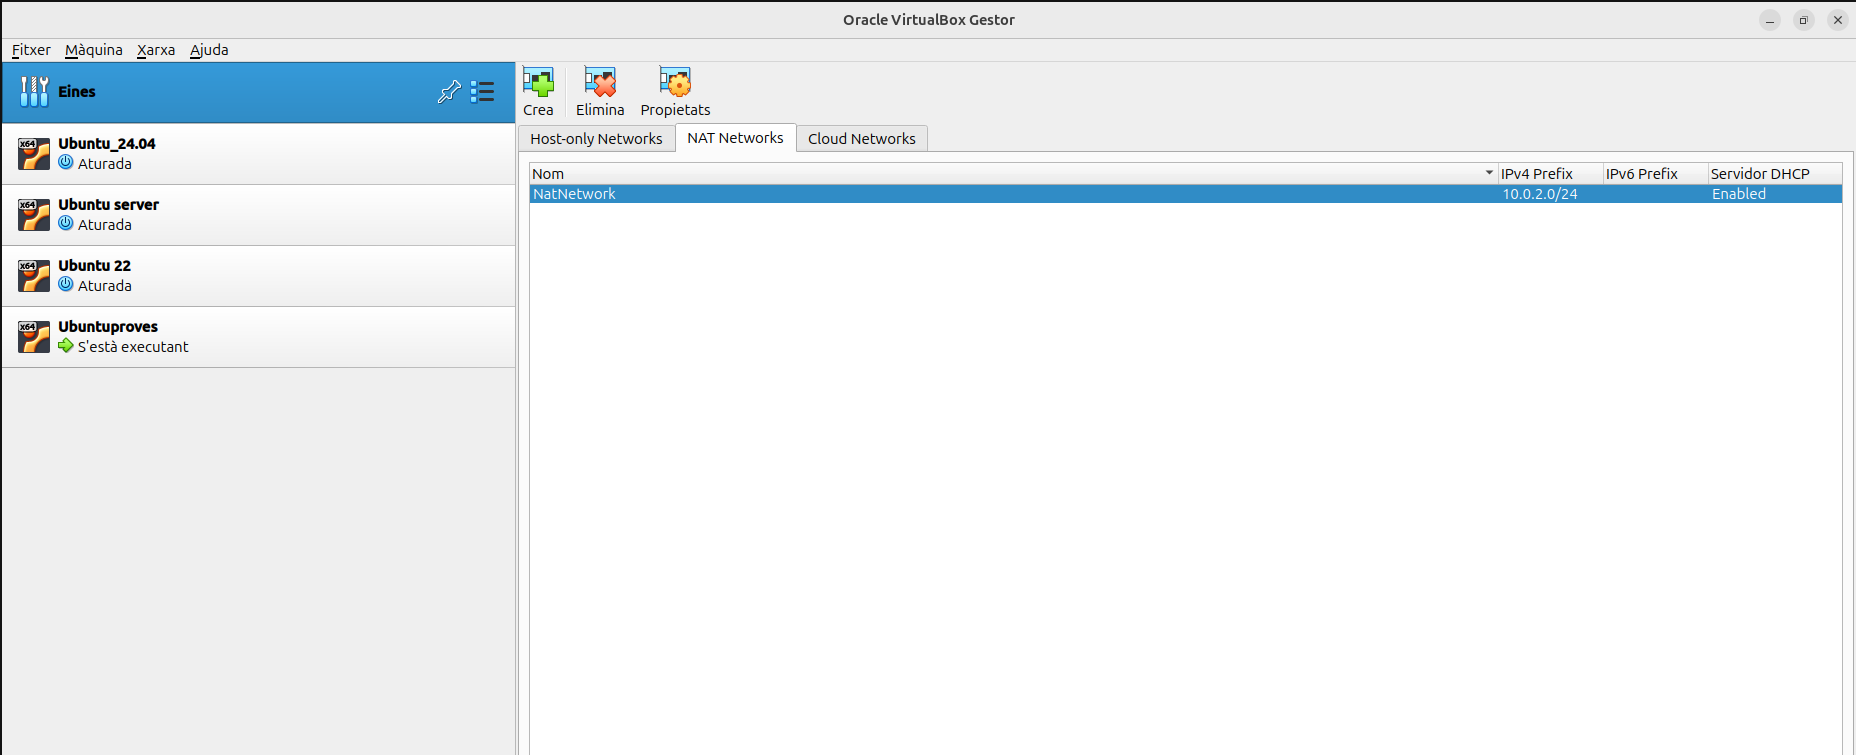 Oracle VirtualBox Gestor
Fitxer Màquina Xarxa Ajuda
Eines
x64
Ubuntu_24.04
Aturada
x64
Ubuntu server
Aturada
x64
Ubuntu 22
Aturada
x64
Ubuntuproves
S'està executant
Crea Elimina Propietats
Host-only Networks NAT Networks Cloud Networks
Nom IPv4 Prefix IPv6 Prefix Servidor DHCP
NatNetwork 10.0.2.0/24 Enabled